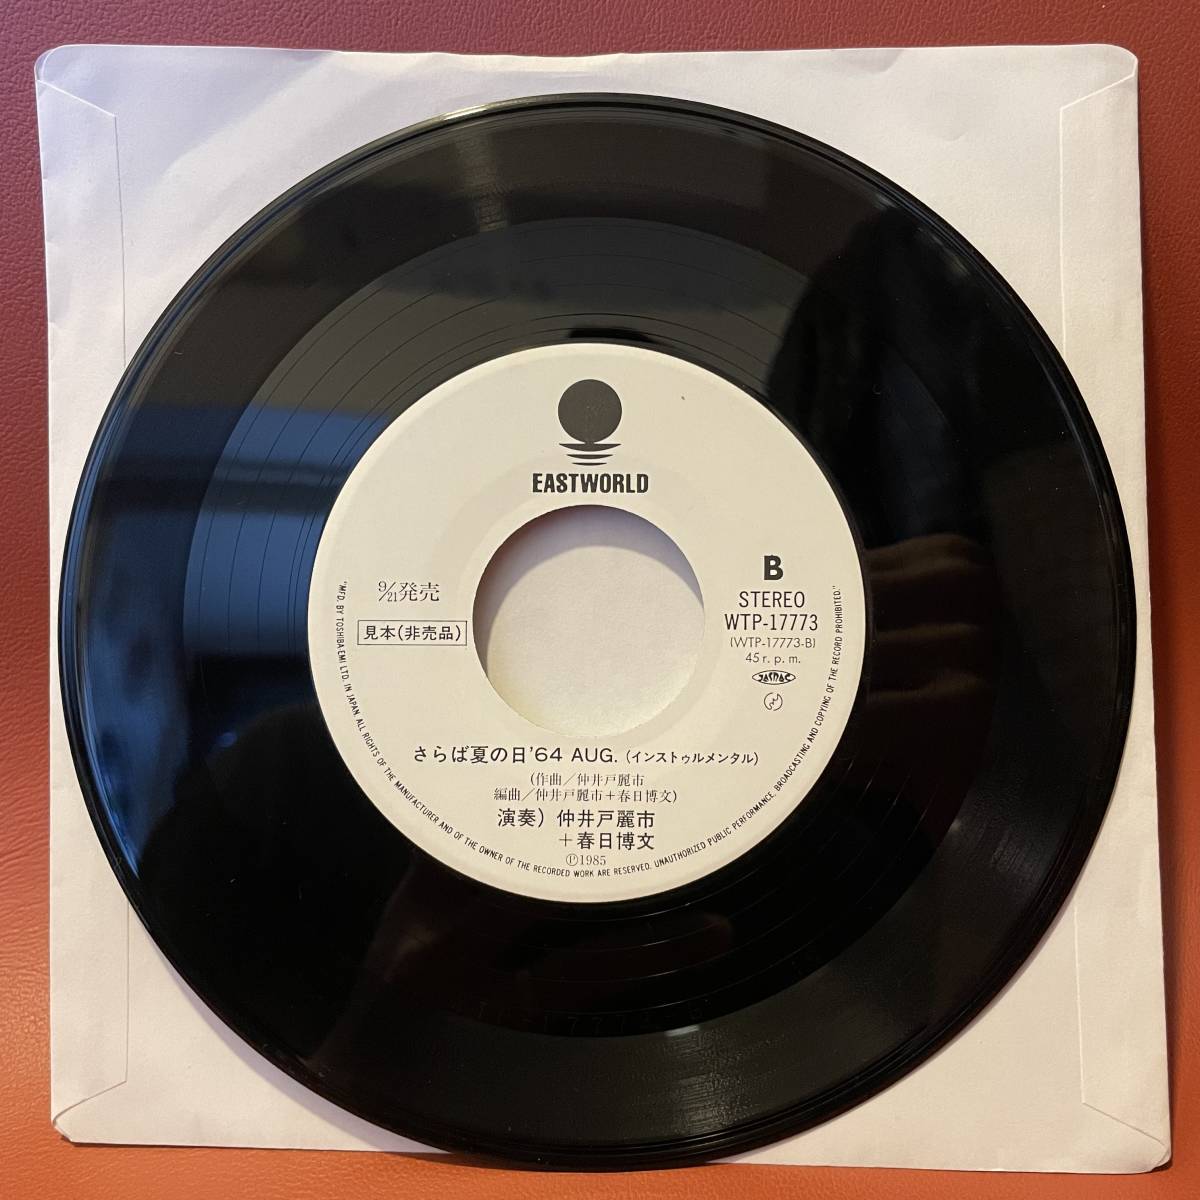 EASTWORLD
9/21発売
見本(非売品)
B
STEREO
WTP-17773
(WTP-17773-B)
45 r. p. m.
さらば夏の日'64 AUG. (インストゥルメンタル)
(作曲/仲井戸麗市
編曲/仲井戸麗市+春日博文)
演奏) 仲井戸麗市
+春日博文
Ⓟ1985
"MFD. BY TOSHIBA-EMI LTD. IN JAPAN. ALL RIGHTS OF THE MANUFACTURER AND OF THE OWNER OF THE RECORDED WORK ARE RESERVED. UNAUTHORIZED PUBLIC PERFORMANCE, BROADCASTING AND COPYING OF THE RECORD PROHIBITED."